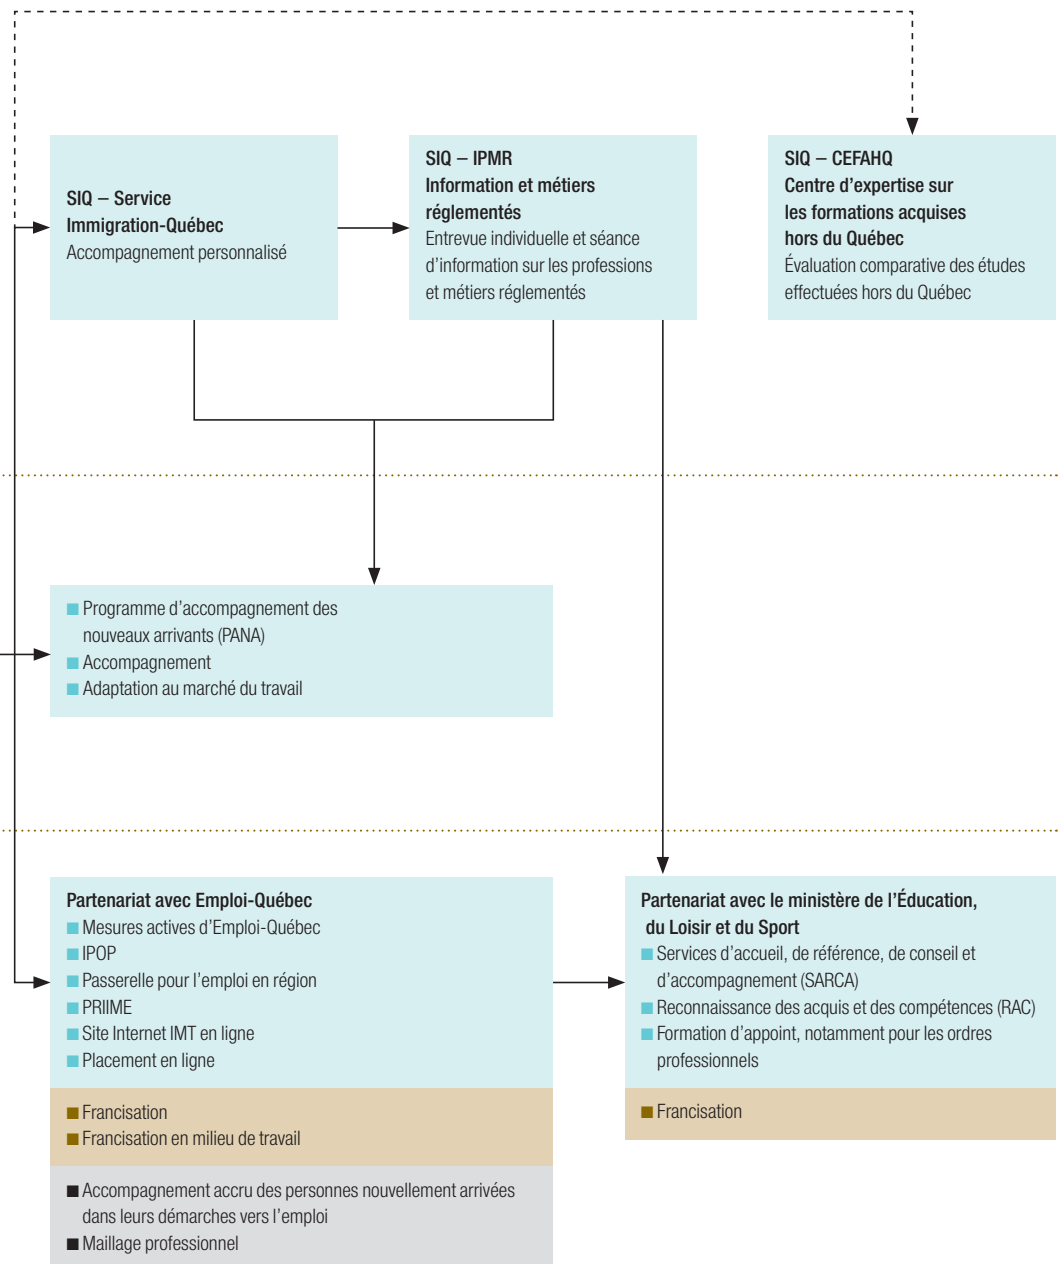 SIQ – Service
Immigration-Québec
Accompagnement personnalisé
SIQ – IPMR
Information et métiers
réglementés
Entrevue individuelle et séance
d’information sur les professions
et métiers réglementés
SIQ – CEFAHQ
Centre d’expertise sur
les formations acquises
hors du Québec
Évaluation comparative des études
effectuées hors du Québec
■ Programme d’accompagnement des
nouveaux arrivants (PANA)
■ Accompagnement
■ Adaptation au marché du travail
Partenariat avec Emploi-Québec
■ Mesures actives d’Emploi-Québec
■ IPOP
■ Passerelle pour l’emploi en région
■ PRIIME
■ Site Internet IMT en ligne
■ Placement en ligne
■ Francisation
■ Francisation en milieu de travail
■ Accompagnement accru des personnes nouvellement arrivées
dans leurs démarches vers l’emploi
■ Maillage professionnel
Partenariat avec le ministère de l’Éducation,
du Loisir et du Sport
■ Services d’accueil, de référence, de conseil et
d’accompagnement (SARCA)
■ Reconnaissance des acquis et des compétences (RAC)
■ Formation d’appoint, notamment pour les ordres
professionnels
■ Francisation